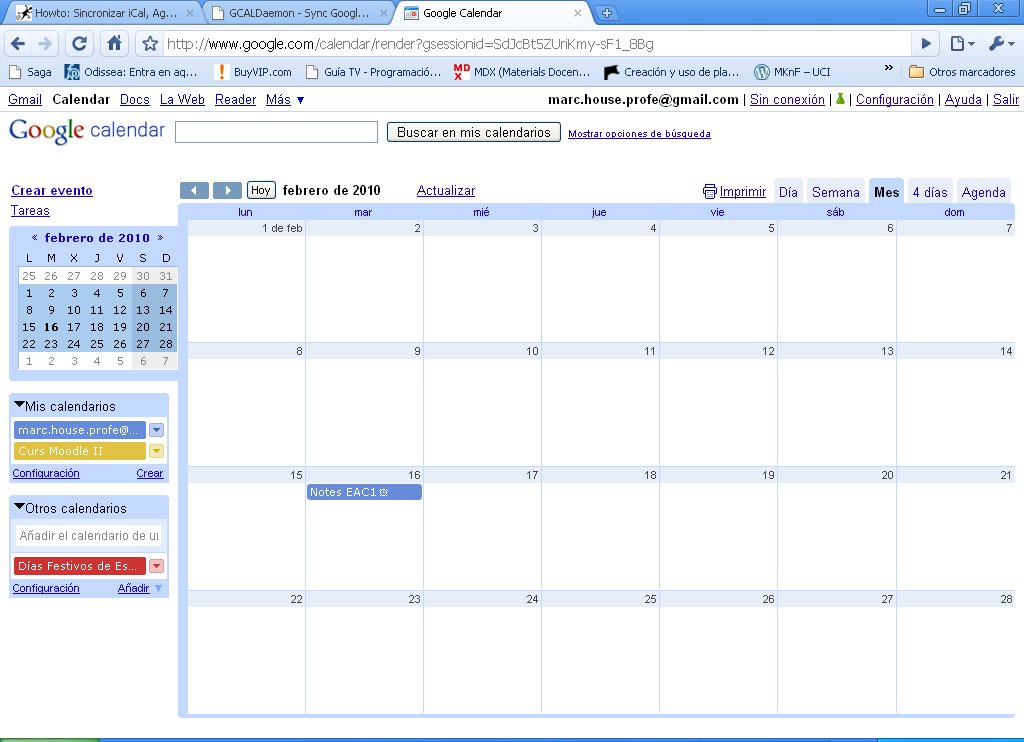 Howto: Sincronizar iCal, Ag...
GCALDaemon - Sync Googl...
Google Calendar
http://www.google.com/calendar/render?gsessionid=SdJcBt5ZUriKmy-sF1_8Bg
Saga
Odissea: Entra en aq...
BuyVIP.com
Guía TV - Programació...
MDX MDX (Materials Docen...
Creación y uso de pla...
MKnF – UCI
»
Otros marcadores
Gmail Calendar Docs La Web Reader Más ▼
marc.house.profe@gmail.com | Sin conexión | | Configuración | Ayuda | Salir
Google calendar
Buscar en mis calendarios
Mostrar opciones de búsqueda
Crear evento
Tareas
« febrero de 2010 »
L M X J V S D
25 26 27 28 29 30 31
1 2 3 4 5 6 7
8 9 10 11 12 13 14
15 16 17 18 19 20 21
22 23 24 25 26 27 28
1 2 3 4 5 6 7
Mis calendarios
marc.house.profe@...
Curs Moodle II
Configuración Crear
Otros calendarios
Añadir el calendario de
Días Festivos de Es...
Configuración Añadir ▼
Hoy febrero de 2010 Actualizar
Imprimir Día Semana Mes 4 días Agenda
lun mar mié jue vie sáb dom
1 de feb 2 3 4 5 6 7
8 9 10 11 12 13 14
15 16 17 18 19 20 21
Notes EAC1
22 23 24 25 26 27 28